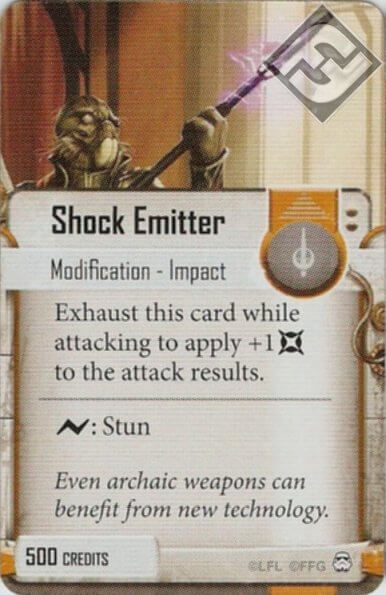 Shock Emitter
Modification - Impact
Exhaust this card while
attacking to apply +1
to the attack results.
: Stun
Even archaic weapons can
benefit from new technology.
500 CREDITS
©LFL ©FFG